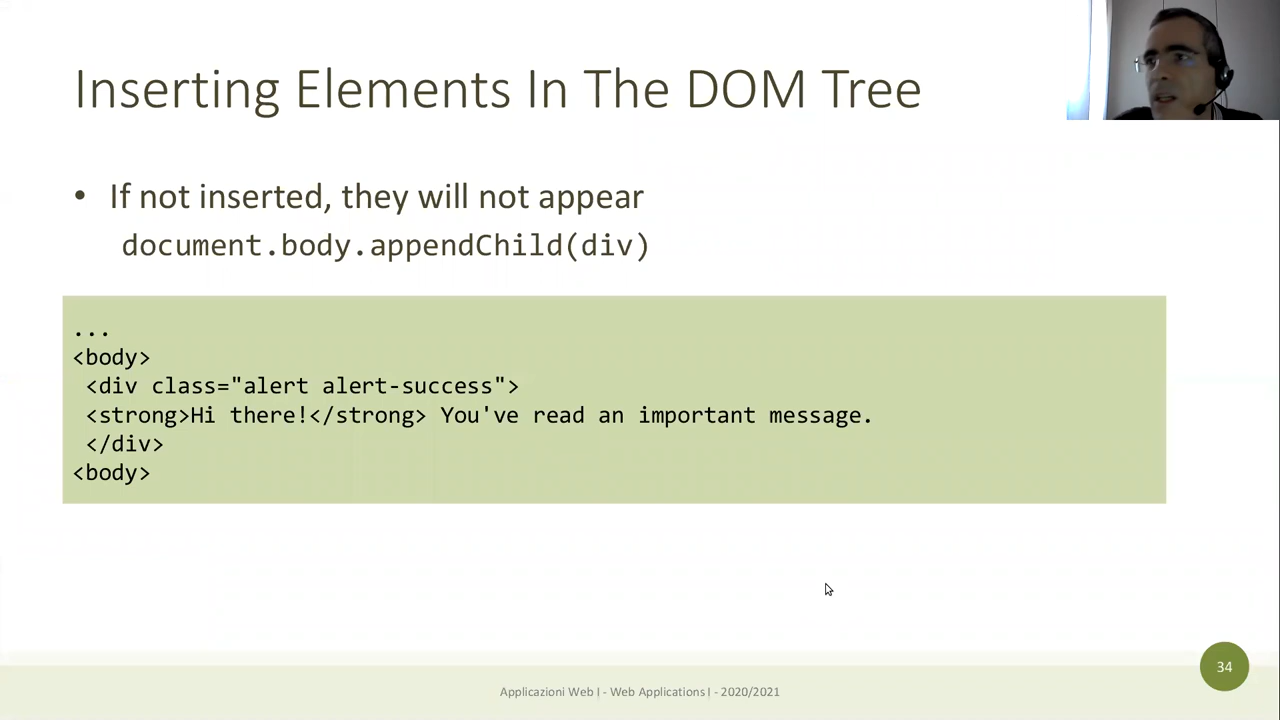 Inserting Elements In The DOM Tree
• If not inserted, they will not appear
document.body.appendChild(div)
...
<body>
<div class="alert alert-success">
<strong>Hi there!</strong> You've read an important message.
</div>
<body>
34
Applicazioni Web I - Web Applications I - 2020/2021